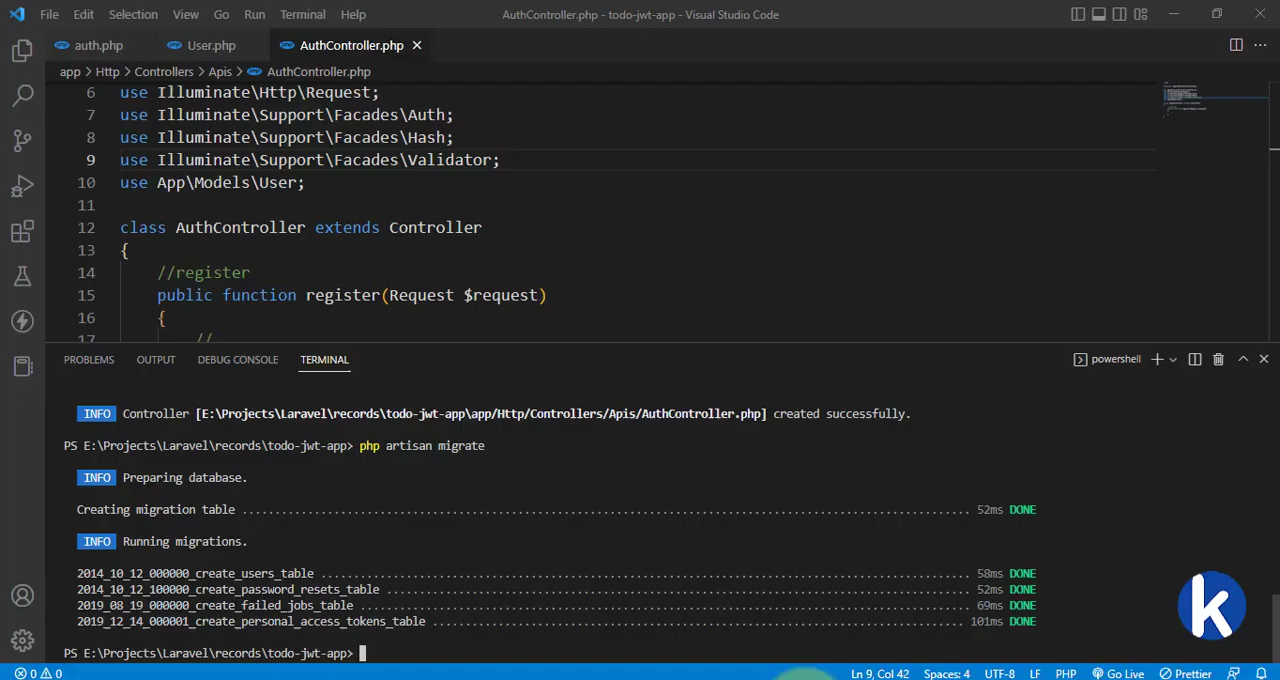 File Edit Selection View Go Run Terminal Help AuthController.php - todo-jwt-app - Visual Studio Code
auth.php User.php AuthController.php
app > Http > Controllers > Apis > AuthController.php
6 use Illuminate\Http\Request;
7 use Illuminate\Support\Facades\Auth;
8 use Illuminate\Support\Facades\Hash;
9 use Illuminate\Support\Facades\Validator;
10 use App\Models\User;
11
12 class AuthController extends Controller
13 {
14 //register
15 public function register(Request $request)
16 {
17 //
PROBLEMS OUTPUT DEBUG CONSOLE TERMINAL powershell
INFO Controller [E:\Projects\Laravel\records\todo-jwt-app\app/Http/Controllers/Apis/AuthController.php] created successfully.
PS E:\Projects\Laravel\records\todo-jwt-app> php artisan migrate
INFO Preparing database.
Creating migration table ........................................ 52ms DONE
INFO Running migrations.
2014_10_12_000000_create_users_table ........................................ 58ms DONE
2014_10_12_100000_create_password_resets_table ........................................ 52ms DONE
2019_08_19_000000_create_failed_jobs_table ........................................ 69ms DONE
2019_12_14_000001_create_personal_access_tokens_table ........................................ 101ms DONE
PS E:\Projects\Laravel\records\todo-jwt-app>
k
0 0 Ln 9, Col 42 Spaces: 4 UTF-8 LF PHP Go Live Prettier